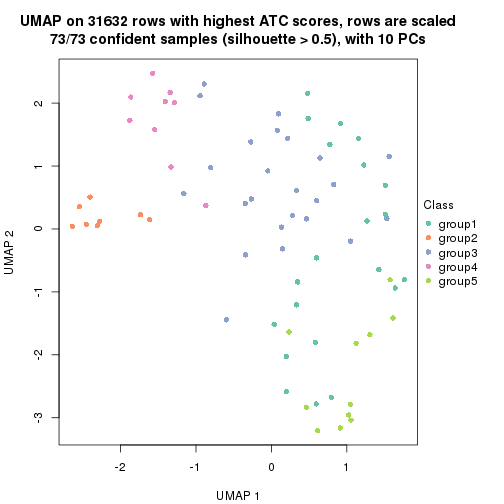 UMAP on 31632 rows with highest ATC scores, rows are scaled
73/73 confident samples (silhouette > 0.5), with 10 PCs
2
1
0
-1
-2
-3
UMAP 2
-2
-1
0
1
UMAP 1
Class
group1
group2
group3
group4
group5